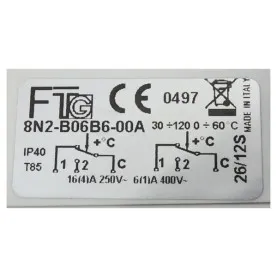 FTG CE 0497
MADE IN ITALY
8N2-B06B6-00A 30 ÷120 0 ÷ 60°C
IP40
T85
+°C
1 2 C
+°C
1 2 C
16(4)A 250V~ 6(1)A 400V~
26/12S